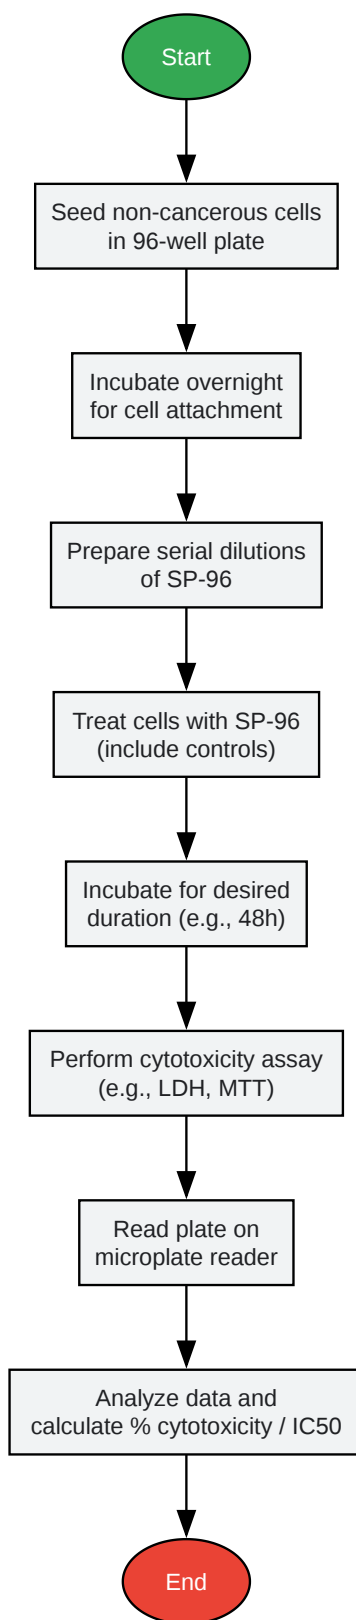 Start
Seed non-cancerous cells
in 96-well plate
Incubate overnight
for cell attachment
Prepare serial dilutions
of SP-96
Treat cells with SP-96
(include controls)
Incubate for desired
duration (e.g., 48h)
Perform cytotoxicity assay
(e.g., LDH, MTT)
Read plate on
microplate reader
Analyze data and
calculate % cytotoxicity / IC50
End